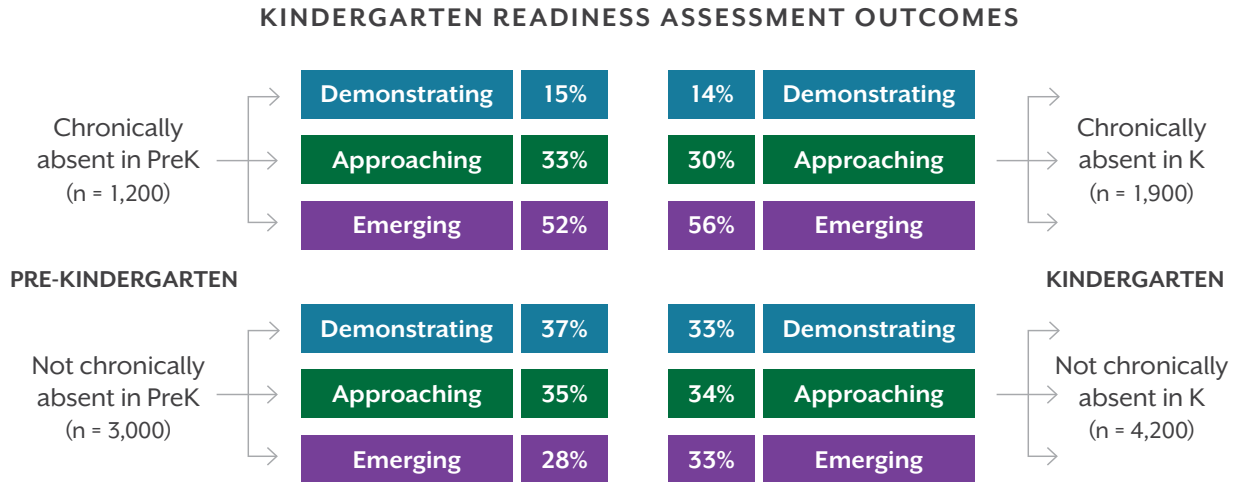 KINDERGARTEN READINESS ASSESSMENT OUTCOMES
Chronically
absent in PreK
(n = 1,200)
Demonstrating 15%
Approaching 33%
Emerging 52%
14% Demonstrating
30% Approaching
56% Emerging
Chronically
absent in K
(n = 1,900)
PRE-KINDERGARTEN
KINDERGARTEN
Not chronically
absent in PreK
(n = 3,000)
Demonstrating 37%
Approaching 35%
Emerging 28%
33% Demonstrating
34% Approaching
33% Emerging
Not chronically
absent in K
(n = 4,200)